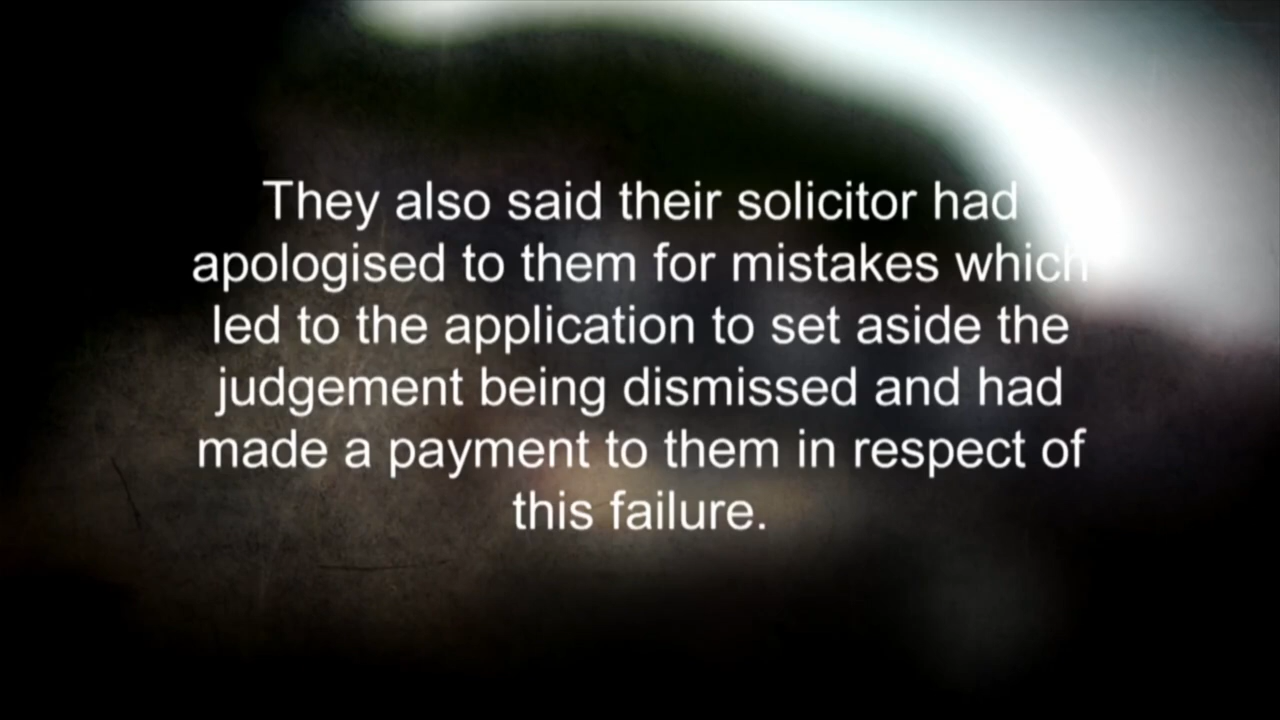 They also said their solicitor had
apologised to them for mistakes which
led to the application to set aside the
judgement being dismissed and had
made a payment to them in respect of
this failure.